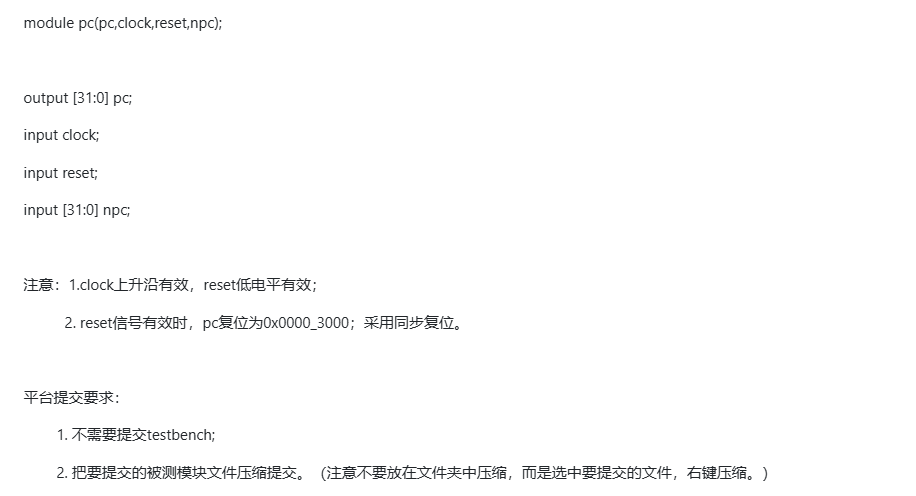 module pc(pc,clock,reset,npc);
output [31:0] pc;
input clock;
input reset;
input [31:0] npc;
注意：1.clock上升沿有效，reset低电平有效；
2. reset信号有效时，pc复位为0x0000_3000；采用同步复位。
平台提交要求：
1. 不需要提交testbench;
2. 把要提交的被测模块文件压缩提交。（注意不要放在文件夹中压缩，而是选中要提交的文件，右键压缩。）